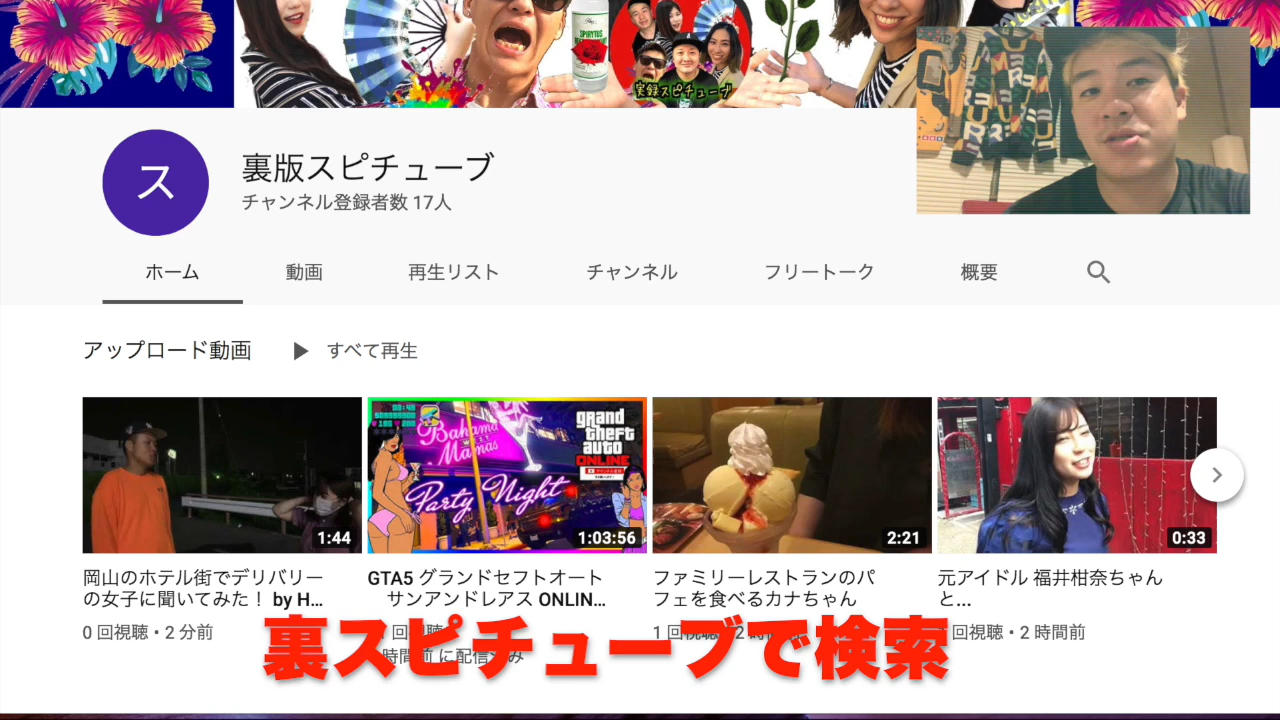 SPIRYTUS
実録スピチューブ
ス
裏版スピチューブ
チャンネル登録者数 17人
ホーム
動画
再生リスト
チャンネル
フリートーク
概要
アップロード動画
すべて再生
Bahama
Mamas
Party Night
grand
theft
auto
ONLINE
1:44
1:03:56
2:21
0:33
岡山のホテル街でデリバリー
の女子に聞いてみた！ by H...
0 回視聴・2 分前
GTA5 グランドセフトオート
サンアンドレアス ONLIN...
ファミリーレストランのパ
フェを食べるカナちゃん
元アイドル 福井柑奈ちゃん
と...
回視聴・2 時間前
裏スピチューブで検索